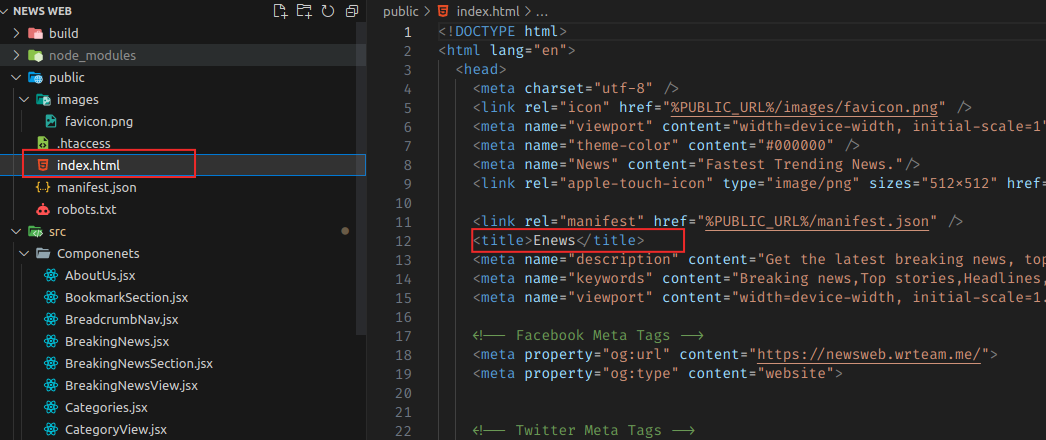 NEWS WEB
build
node_modules
public
images
favicon.png
.htaccess
index.html
manifest.json
robots.txt
src
Componenets
AboutUs.jsx
BookmarkSection.jsx
BreadcrumbNav.jsx
BreakingNews.jsx
BreakingNewsSection.jsx
BreakingNewsView.jsx
Categories.jsx
CategoryView.jsx
public > index.html > ...
1 <!DOCTYPE html>
2 <html lang="en">
3 <head>
4 <meta charset="utf-8" />
5 <link rel="icon" href="%PUBLIC_URL%/images/favicon.png" />
6 <meta name="viewport" content="width=device-width, initial-scale=1"
7 <meta name="theme-color" content="#000000" />
8 <meta name="News" content="Fastest Trending News."/>
9 <link rel="apple-touch-icon" type="image/png" sizes="512x512" href=
10
11 <link rel="manifest" href="%PUBLIC_URL%/manifest.json" />
12 <title>Enews</title>
13 <meta name="description" content="Get the latest breaking news, top
14 <meta name="keywords" content="Breaking news,Top stories,Headlines,
15 <meta name="viewport" content="width=device-width, initial-scale=1.
16
17 <!-- Facebook Meta Tags -->
18 <meta property="og:url" content="https://newsweb.wrteam.me/">
19 <meta property="og:type" content="website">
20
21
22 <!-- Twitter Meta Tags -->